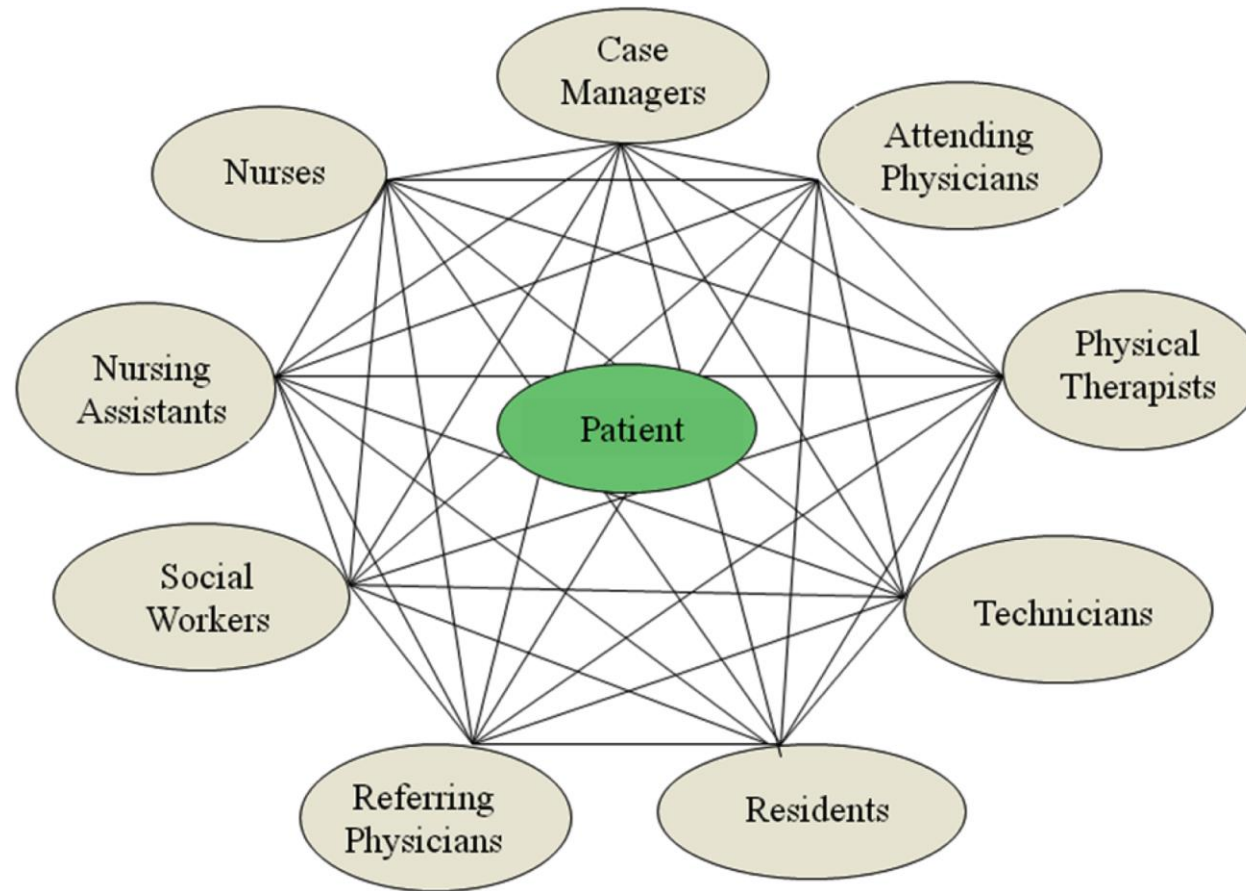 Case
Managers
Attending
Physicians
Nurses
Physical
Therapists
Nursing
Assistants
Patient
Social
Workers
Technicians
Referring
Physicians
Residents